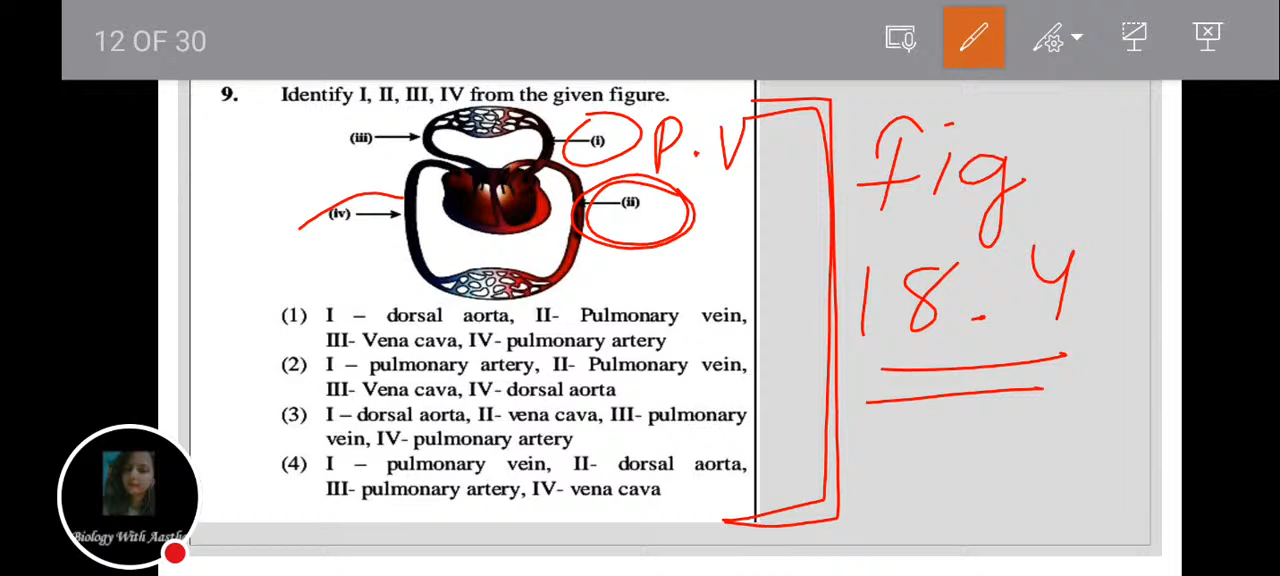 12 OF 30
9. Identify I, II, III, IV from the given figure.
(iii)
(i)
P.V
(iv)
(ii)
fig
18.4
(1) I – dorsal aorta, II- Pulmonary vein,
III- Vena cava, IV- pulmonary artery
(2) I – pulmonary artery, II- Pulmonary vein,
III- Vena cava, IV- dorsal aorta
(3) I – dorsal aorta, II- vena cava, III- pulmonary
vein, IV- pulmonary artery
(4) I – pulmonary vein, II- dorsal aorta,
III- pulmonary artery, IV- vena cava
Biology With Aastha